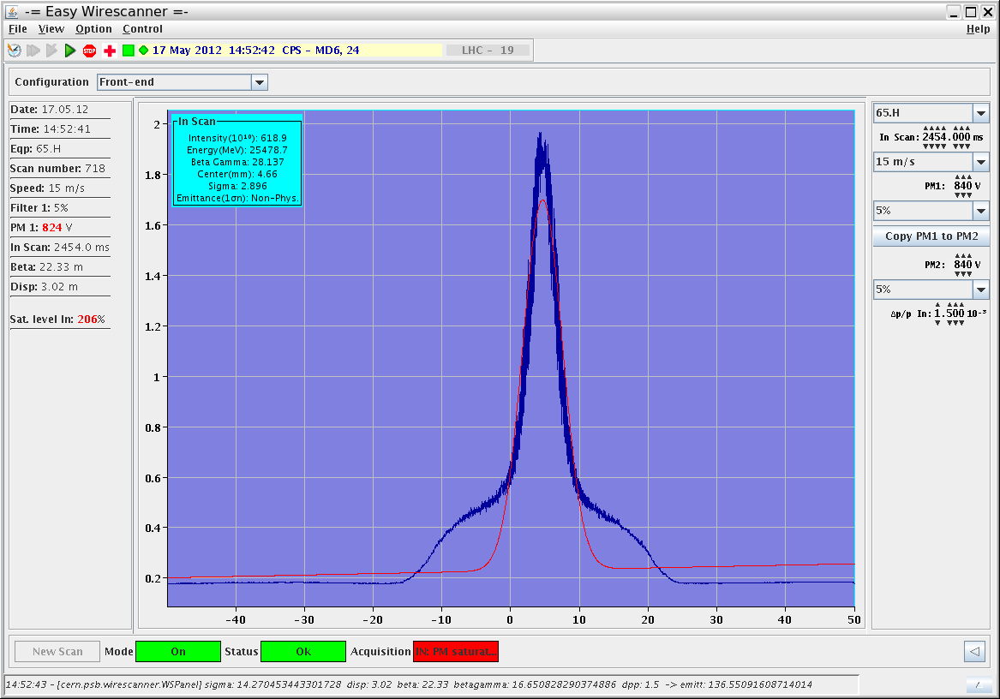 -= Easy Wirescanner =-
File View Option Control Help
STOP 17 May 2012 14:52:42 CPS - MD6, 24 LHC - 19
Configuration Front-end
Date: 17.05.12
Time: 14:52:41
Eqp: 65.H
Scan number: 718
Speed: 15 m/s
Filter 1: 5%
PM 1: 824 V
In Scan: 2454.0 ms
Beta: 22.33 m
Disp: 3.02 m
Sat. level In: 206%
In Scan
Intensity(10¹⁰): 618.9
Energy(MeV): 25478.7
Beta Gamma: 28.137
Center(mm): 4.66
Sigma: 2.896
Emittance(1σn): Non-Phys.
2
1.8
1.6
1.4
1.2
1
0.8
0.6
0.4
0.2
-40 -30 -20 -10 0 10 20 30 40 50
65.H
In Scan: 2454.000 ms
15 m/s
PM1: 840 V
5%
Copy PM1 to PM2
PM2: 840 V
5%
Δp/p In: 1.500 10⁻³
New Scan Mode On Status Ok Acquisition IN: PM saturat...
14:52:43 - [cern.psb.wirescanner.WSPanel] sigma: 14.270453443301728 disp: 3.02 beta: 22.33 betagamma: 16.650828290374886 dpp: 1.5 -> emitt: 136.55091608714014